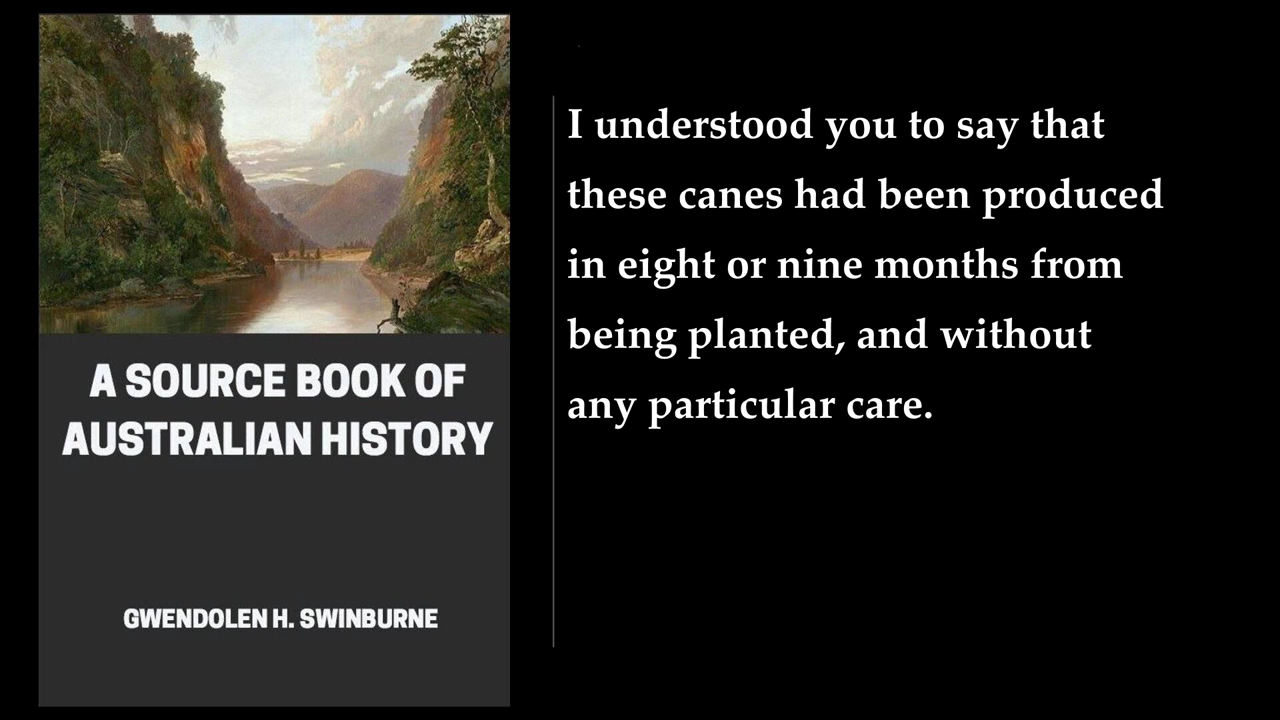 A SOURCE BOOK OF
AUSTRALIAN HISTORY
GWENDOLEN H. SWINBURNE
I understood you to say that
these canes had been produced
in eight or nine months from
being planted, and without
any particular care.